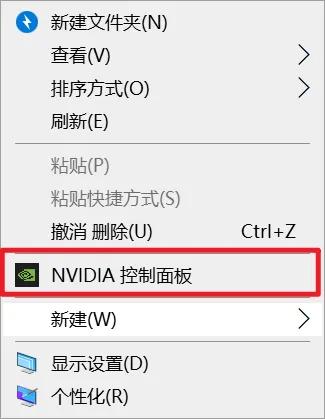 新建文件夹(N)
查看(V)
排序方式(O)
刷新(E)
粘贴(P)
粘贴快捷方式(S)
撤消 删除(U) Ctrl+Z
NVIDIA 控制面板
新建(W)
显示设置(D)
个性化(R)